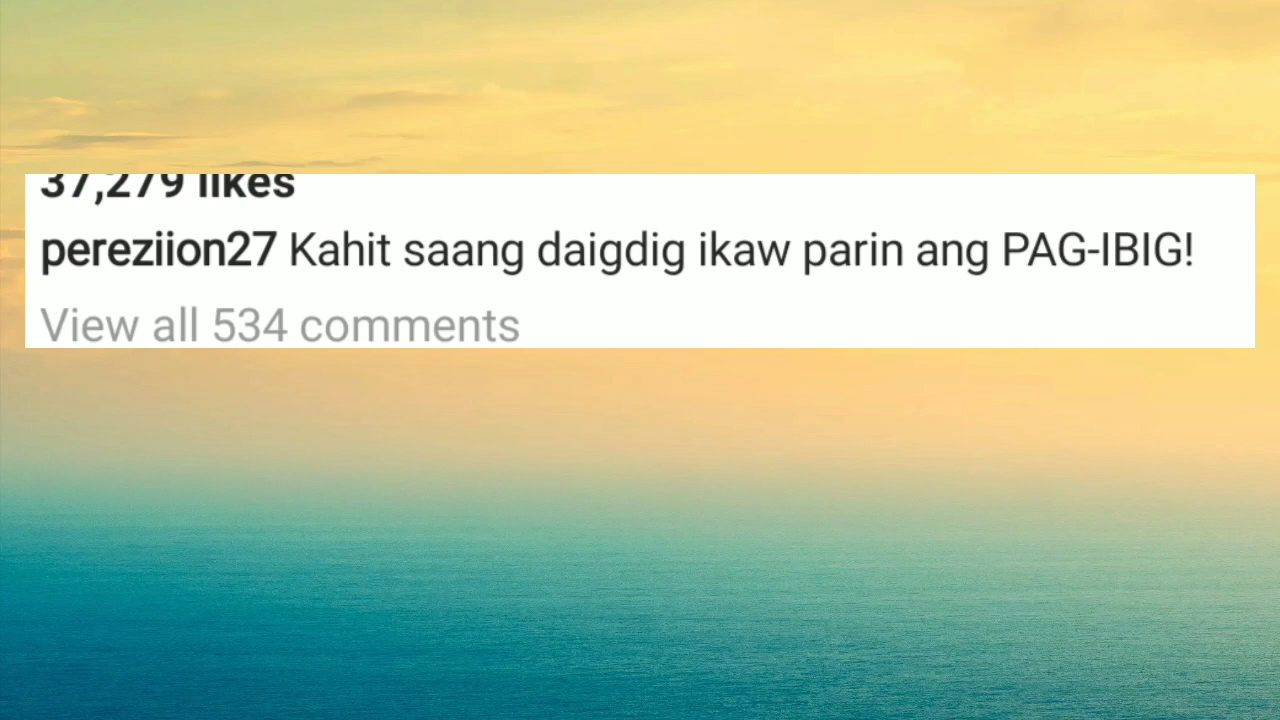 37,279 likes
pereziion27 Kahit saang daigdig ikaw parin ang PAG-IBIG!
View all 534 comments